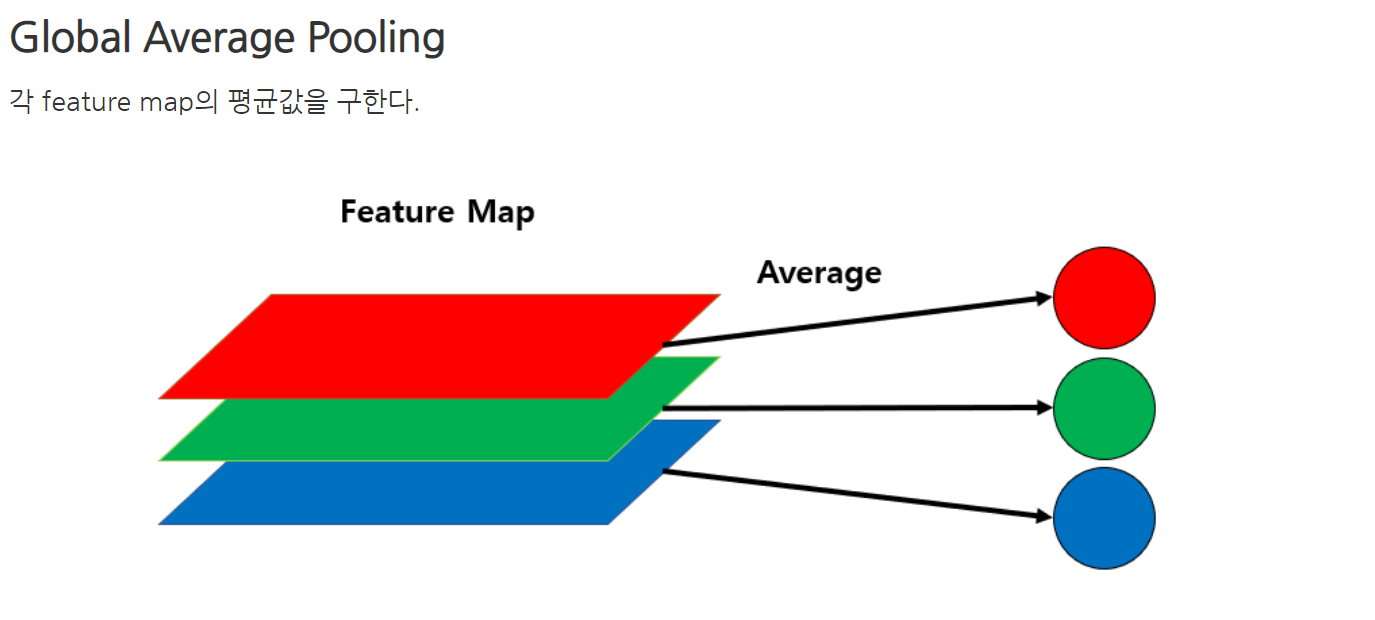 Global Average Pooling
각 feature map의 평균값을 구한다.
Feature Map
Average